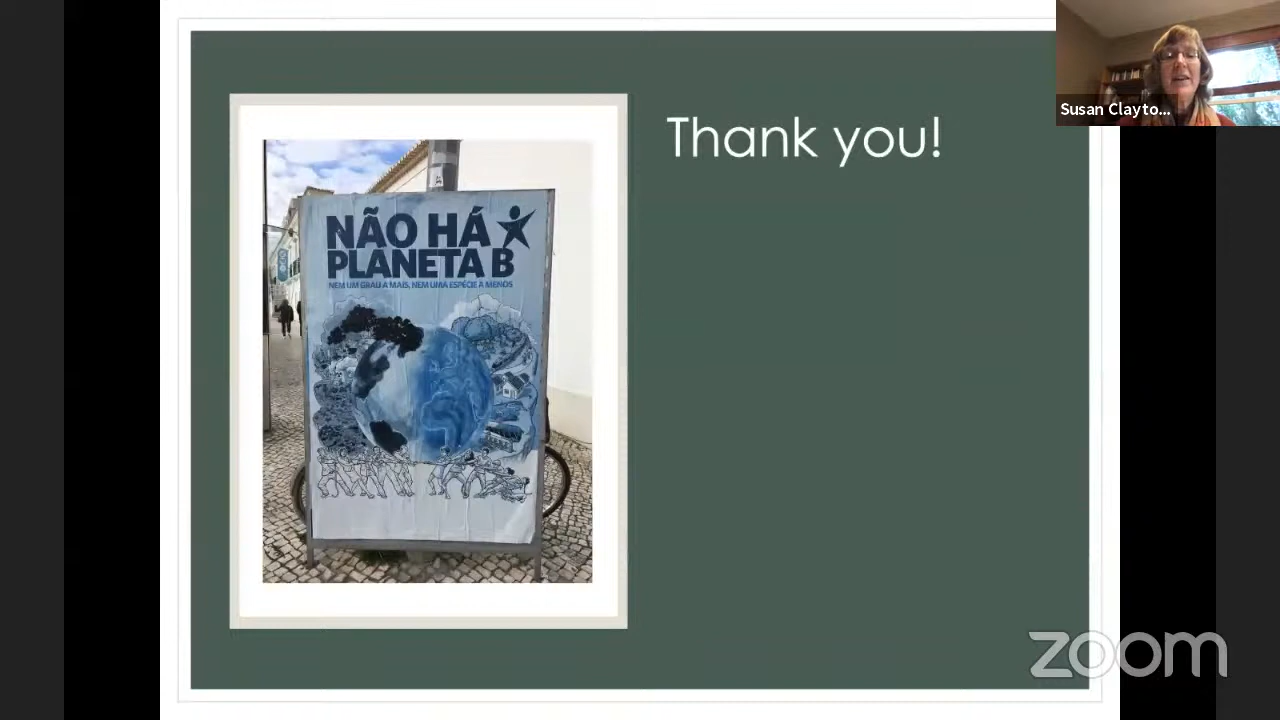 Thank you!
Susan Clayto...
NÃO HÁ
PLANETA B
NEM UM GRAU A MAIS, NEM UMA ESPÉCIE A MENOS
zoom